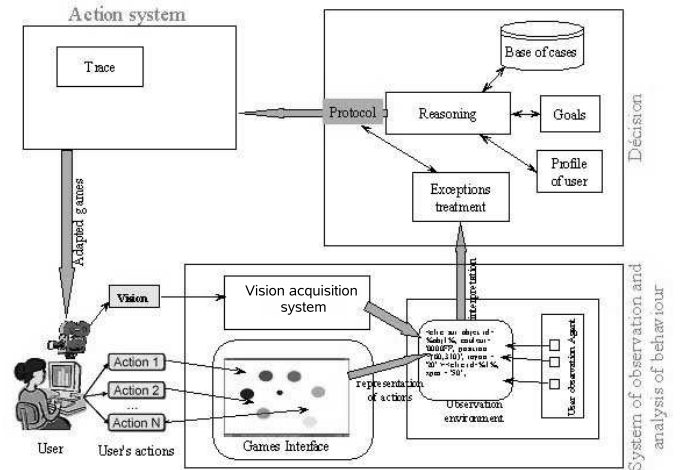 Action system
Trace
Base of cases
Protocol
Reasoning
Goals
Profile
of user
Exceptions
treatment
Décision
Adapted games
interpretation
Vision
Vision acquisition
system
Action 1
Action 2
...
Action N
User
User's actions
Games Interface
representation
of actions
Observation
environment
User observation Agent
System of observation and
analysis of behaviour